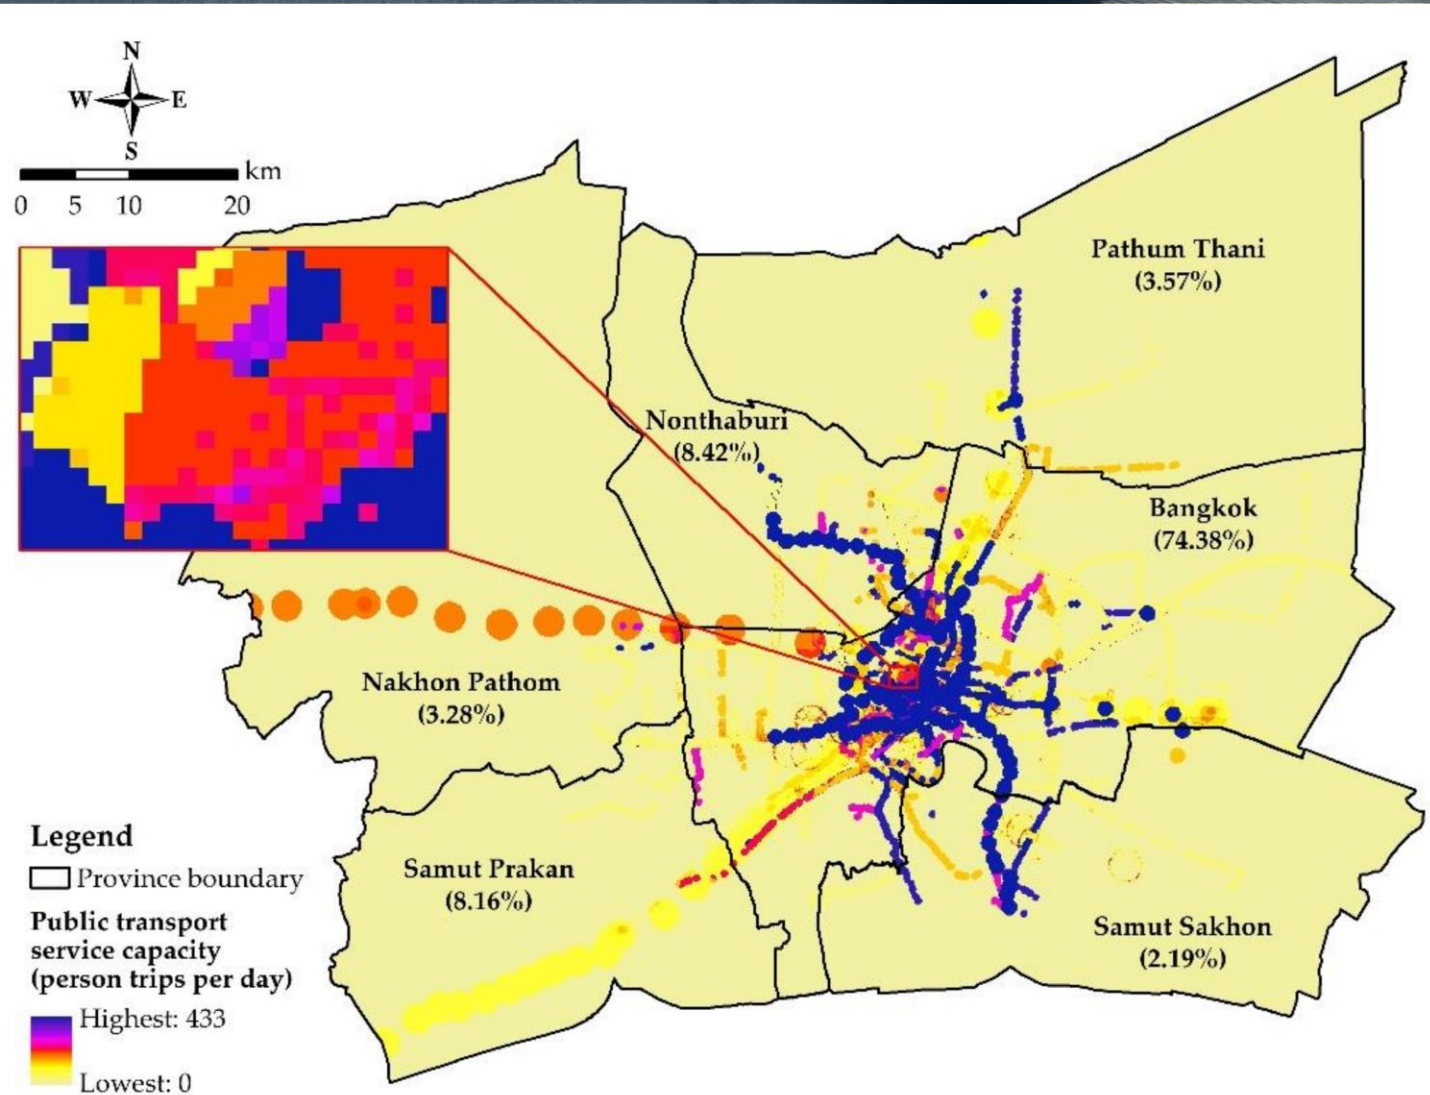 N
W E
S
km
0 5 10 20
Pathum Thani
(3.57%)
Nonthaburi
(8.42%)
Bangkok
(74.38%)
Nakhon Pathom
(3.28%)
Samut Prakan
(8.16%)
Samut Sakhon
(2.19%)
Legend
Province boundary
Public transport
service capacity
(person trips per day)
Highest: 433
Lowest: 0